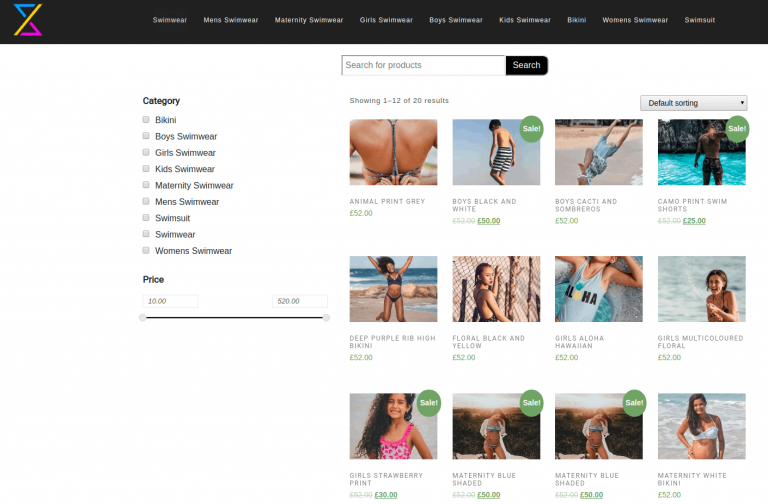 Swimwear Mens Swimwear Maternity Swimwear Girls Swimwear Boys Swimwear Kids Swimwear Bikini Womens Swimwear Swimsuit
Search for products Search
Category
Bikini
Boys Swimwear
Girls Swimwear
Kids Swimwear
Maternity Swimwear
Mens Swimwear
Swimsuit
Swimwear
Womens Swimwear
Price
10.00 520.00
Showing 1–12 of 20 results
Default sorting
Sale!
Sale!
ANIMAL PRINT GREY
£52.00
BOYS BLACK AND
WHITE
£52.00 £50.00
BOYS CACTI AND
SOMBREROS
£52.00
CAMO PRINT SWIM
SHORTS
£52.00 £25.00
ALOHA
DEEP PURPLE RIB HIGH
BIKINI
£52.00
FLORAL BLACK AND
YELLOW
£52.00
GIRLS ALOHA
HAWAIIAN
£52.00
GIRLS MULTICOLOURED
FLORAL
£52.00
Sale!
Sale!
Sale!
GIRLS STRAWBERRY
PRINT
£52.00 £30.00
MATERNITY BLUE
SHADED
£52.00 £50.00
MATERNITY BLUE
SHADED
£52.00 £50.00
MATERNITY WHITE
BIKINI
£52.00